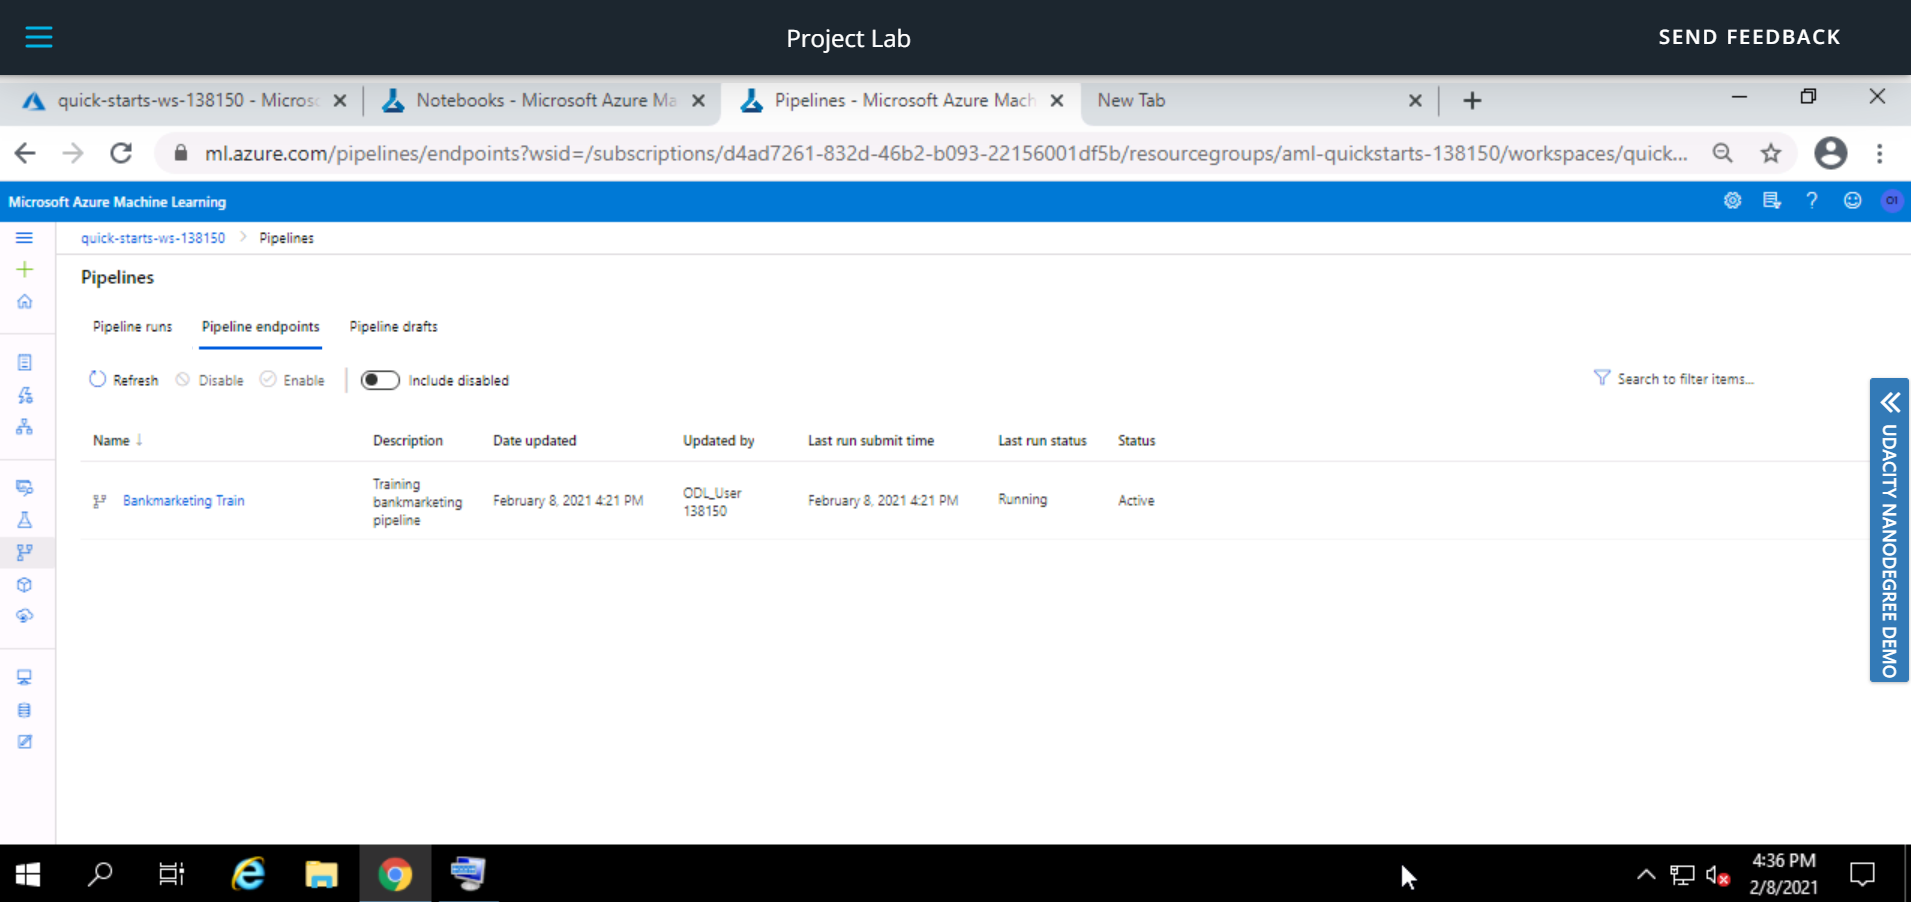 Project Lab
SEND FEEDBACK
quick-starts-ws-138150 - Micros
Notebooks - Microsoft Azure Ma
Pipelines - Microsoft Azure Mach
New Tab
ml.azure.com/pipelines/endpoints?wsid=/subscriptions/d4ad7261-832d-46b2-b093-22156001df5b/resourcegroups/aml-quickstarts-138150/workspaces/quick...
Microsoft Azure Machine Learning
OI
quick-starts-ws-138150 > Pipelines
Pipelines
Pipeline runs
Pipeline endpoints
Pipeline drafts
Refresh
Disable
Enable
Include disabled
Search to filter items...
Name ↓
Description
Date updated
Updated by
Last run submit time
Last run status
Status
Bankmarketing Train
Training
bankmarketing
pipeline
February 8, 2021 4:21 PM
ODL_User
138150
February 8, 2021 4:21 PM
Running
Active
UDACITY NANODEGREE DEMO
4:36 PM
2/8/2021